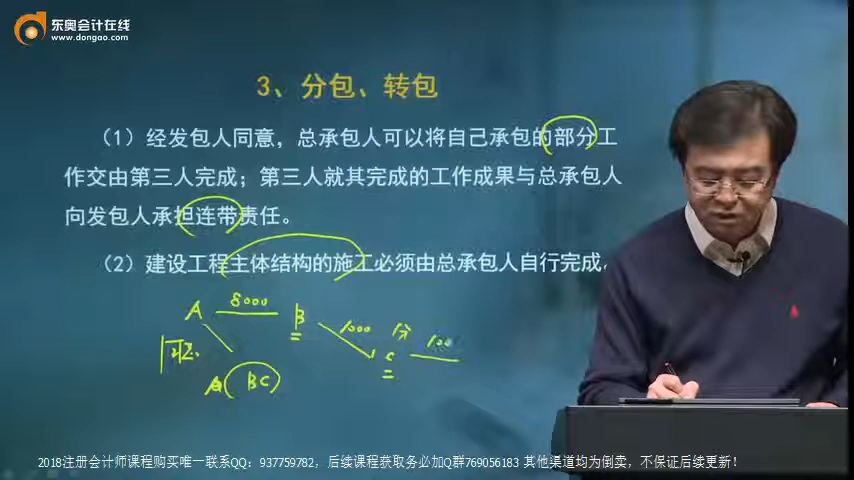 东奥会计在线
www.dongao.com
3、分包、转包
（1）经发包人同意，总承包人可以将自己承包的部分工
作交由第三人完成；第三人就其完成的工作成果与总承包人
向发包人承担连带责任。
（2）建设工程主体结构的施工必须由总承包人自行完成。
A 8000 B 1000 分 C 100
(BC)
2018注册会计师课程购买唯一联系QQ：937759782，后续课程获取务必加Q群769056183 其他渠道均为倒卖，不保证后续更新！